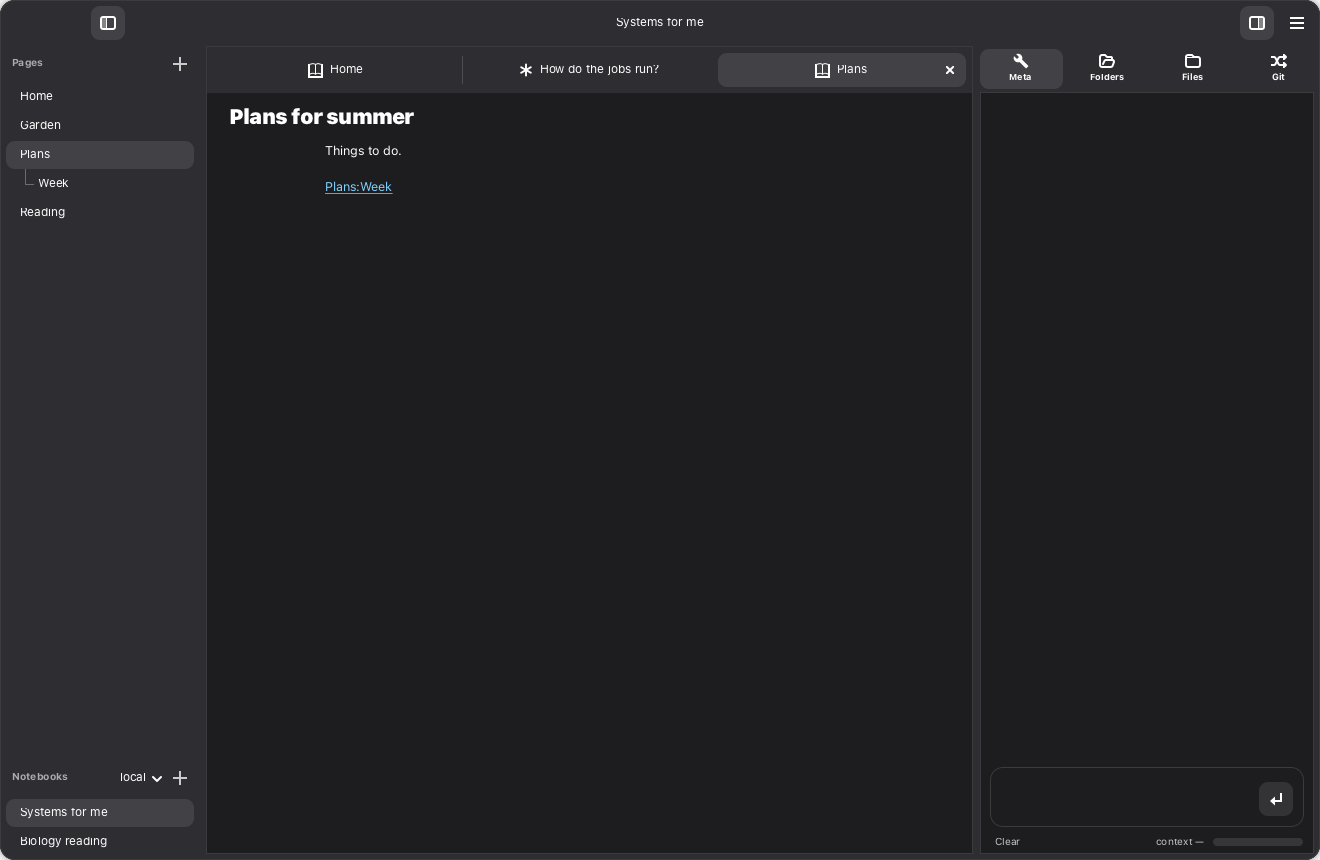 Systems for me
Pages
Home
Garden
Plans
Week
Reading
Home
How do the jobs run?
Plans
Plans for summer
Things to do.
Plans:Week
Meta
Folders
Files
Git
Notebooks
local
Systems for me
Biology reading
Clear
context —